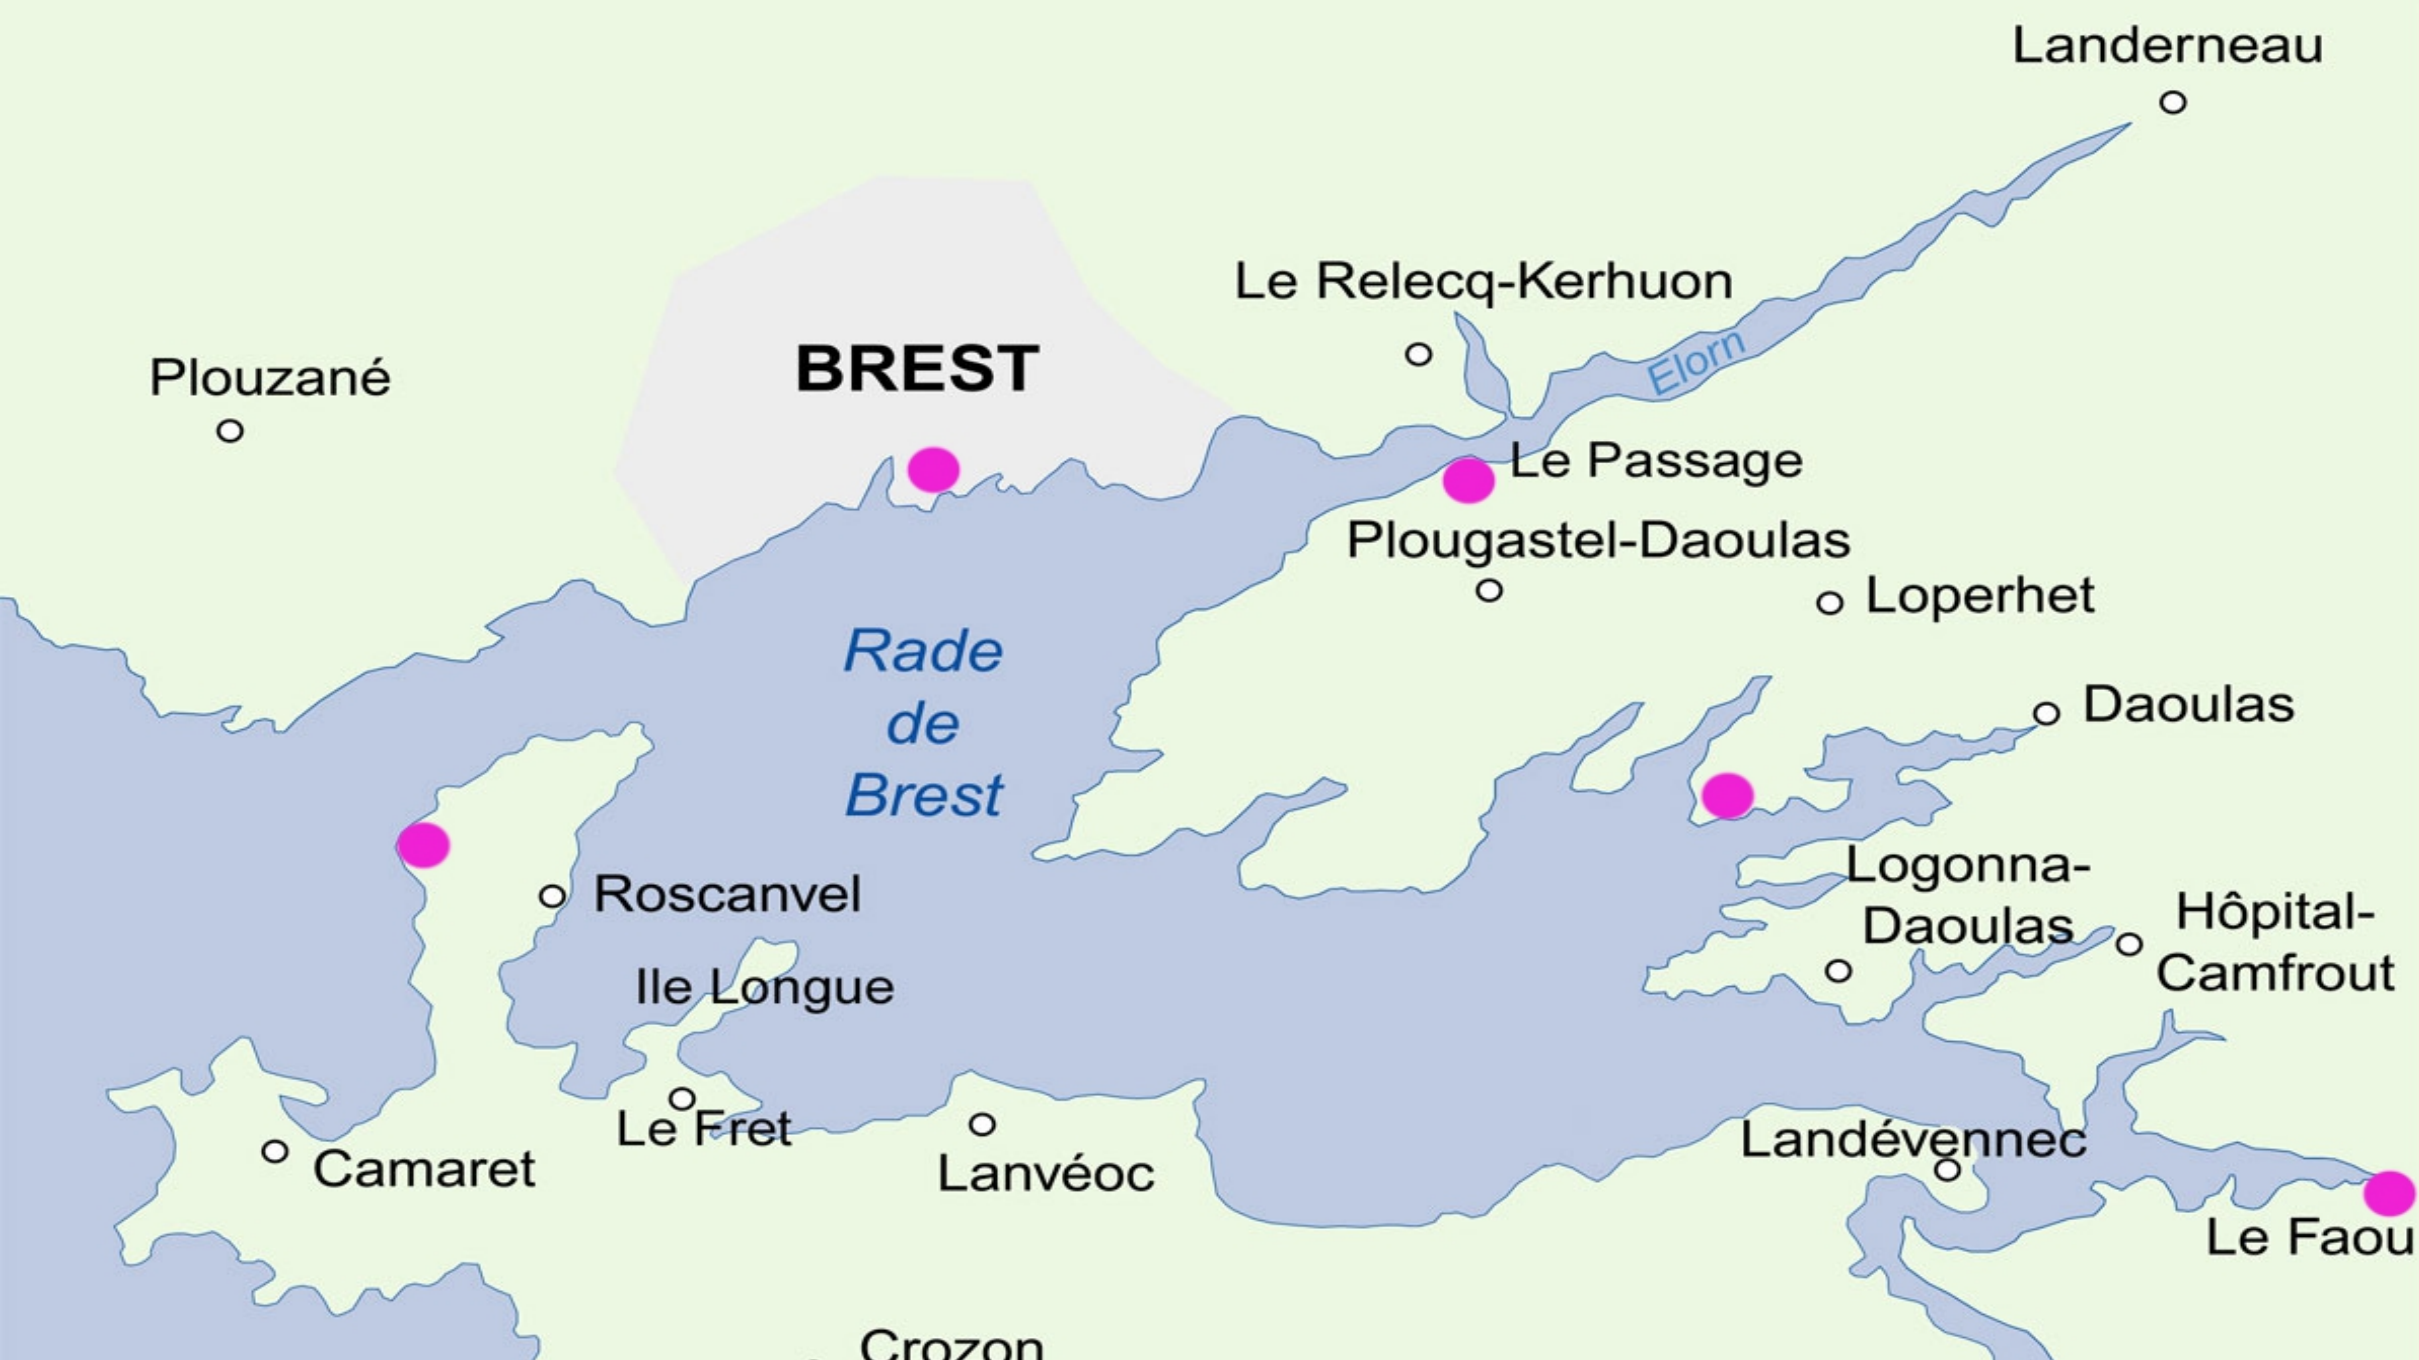 Landerneau
Le Relecq-Kerhuon
Elorn
BREST
Plouzané
Le Passage
Plougastel-Daoulas
Loperhet
Rade
de
Brest
Daoulas
Roscanvel
Logonna-
Daoulas
Hôpital-
Camfrout
Ile Longue
Le Fret
Camaret
Lanvéoc
Landévennec
Le Faou
Crozon